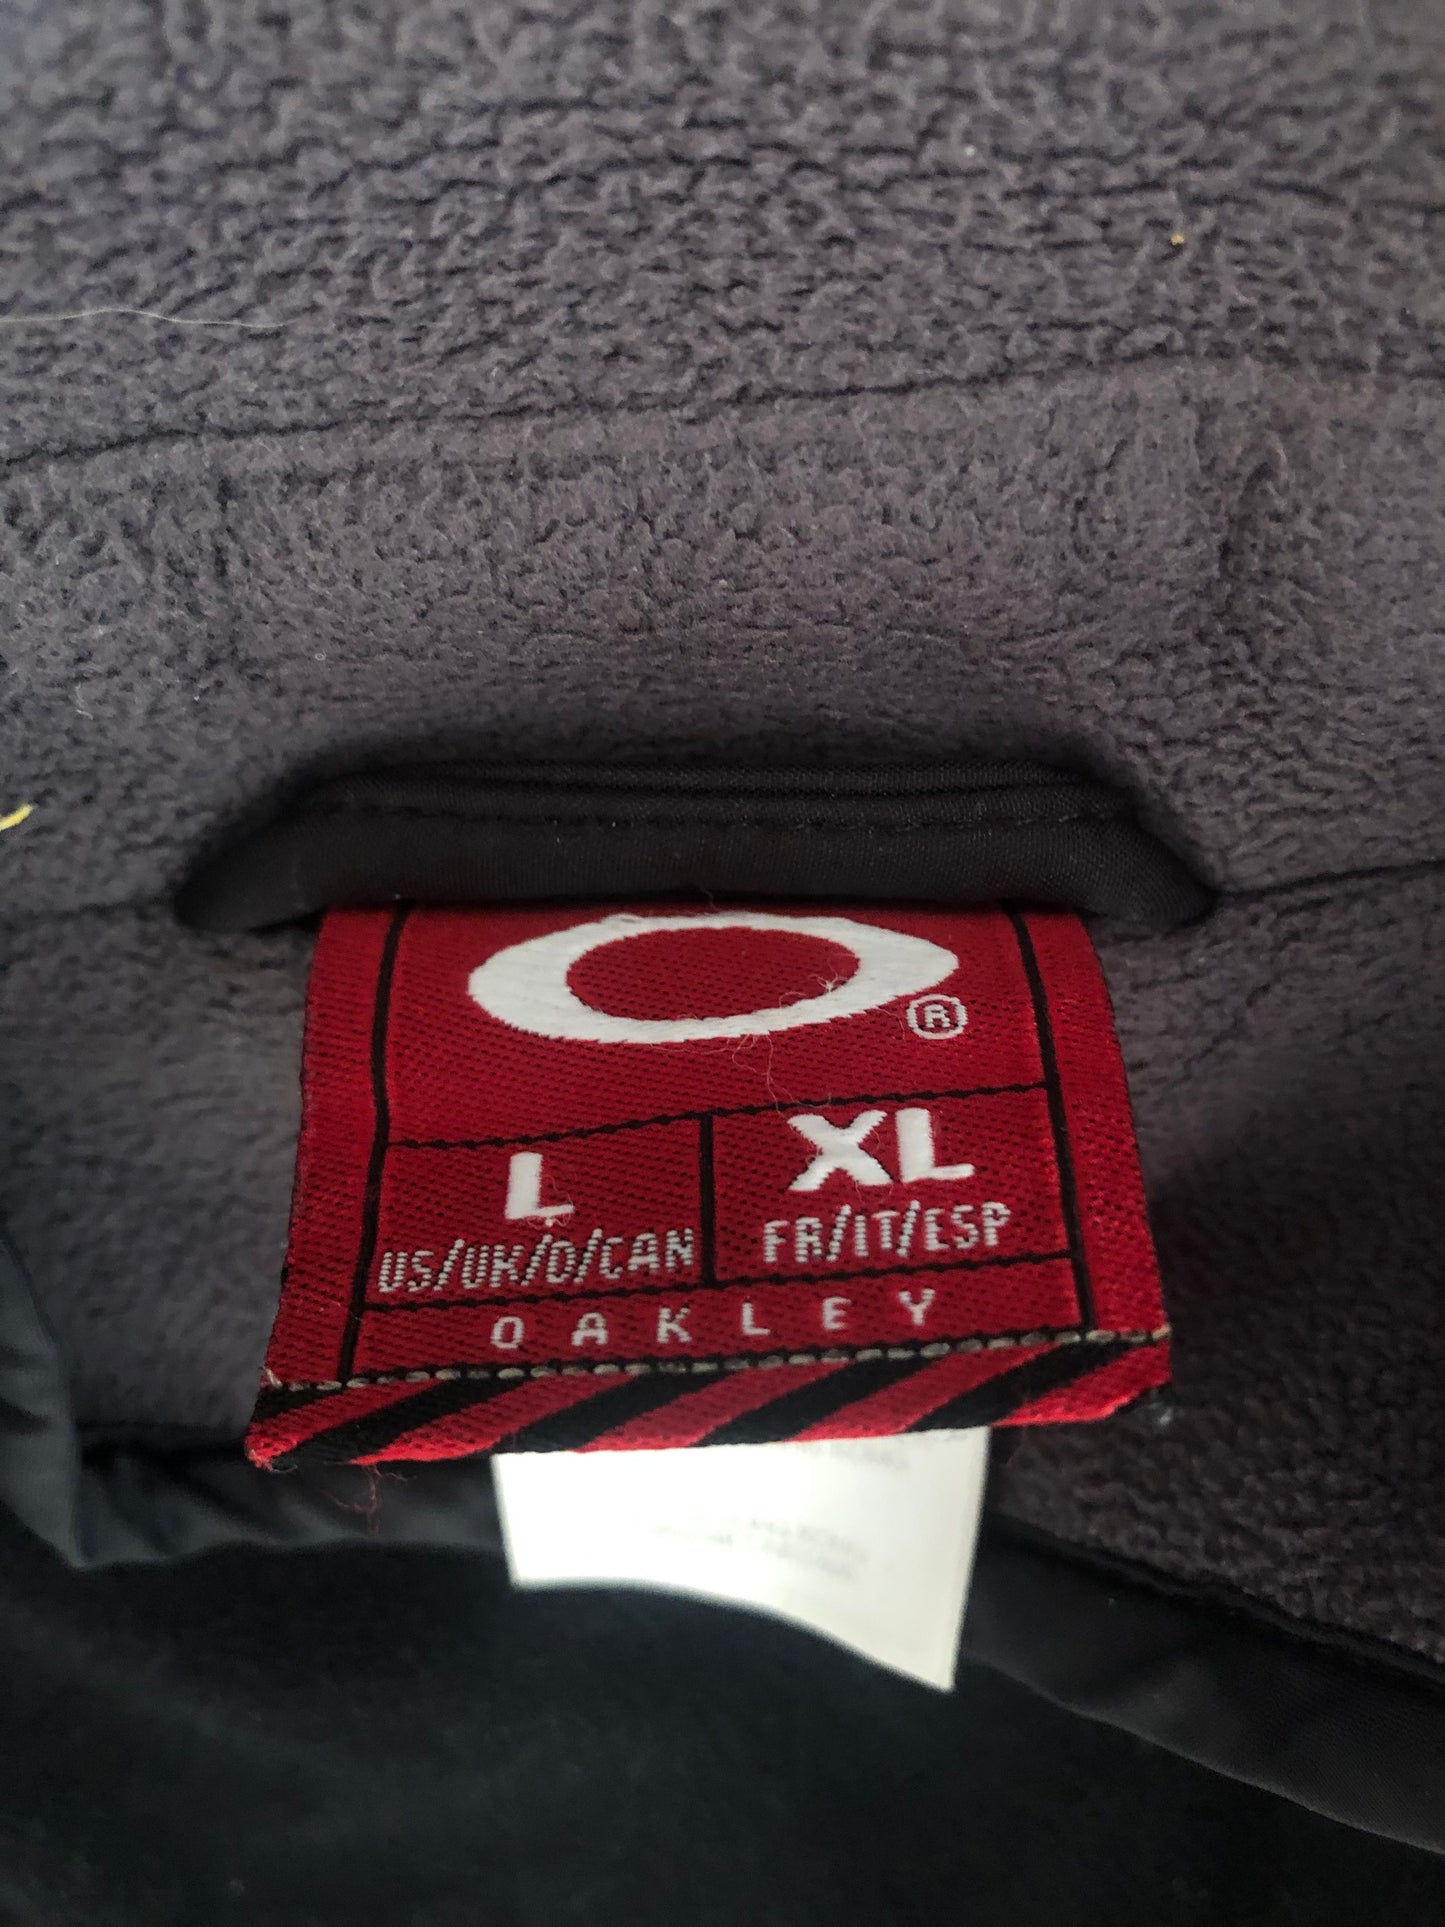 ®
L XL
US/UK/D/CAN FR/IT/ESP
OAKLEY